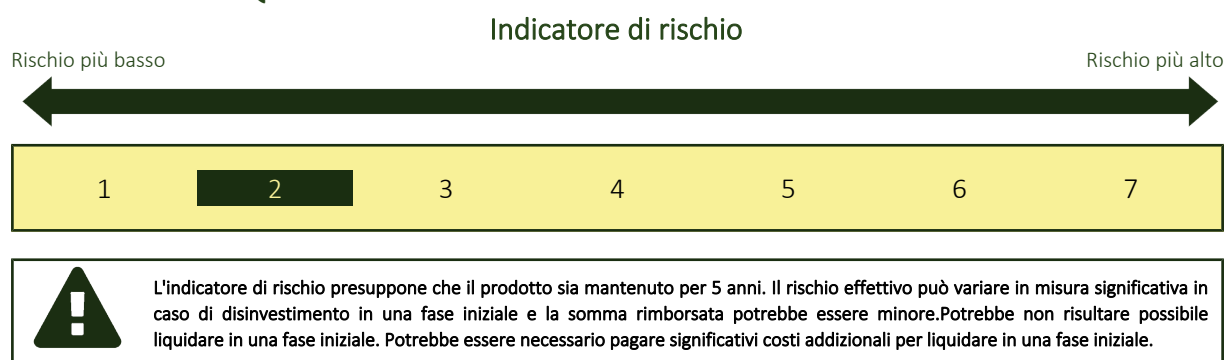 Indicatore di rischio
Rischio più basso Rischio più alto
1 2 3 4 5 6 7
L'indicatore di rischio presuppone che il prodotto sia mantenuto per 5 anni. Il rischio effettivo può variare in misura significativa in
caso di disinvestimento in una fase iniziale e la somma rimborsata potrebbe essere minore.Potrebbe non risultare possibile
liquidare in una fase iniziale. Potrebbe essere necessario pagare significativi costi addizionali per liquidare in una fase iniziale.